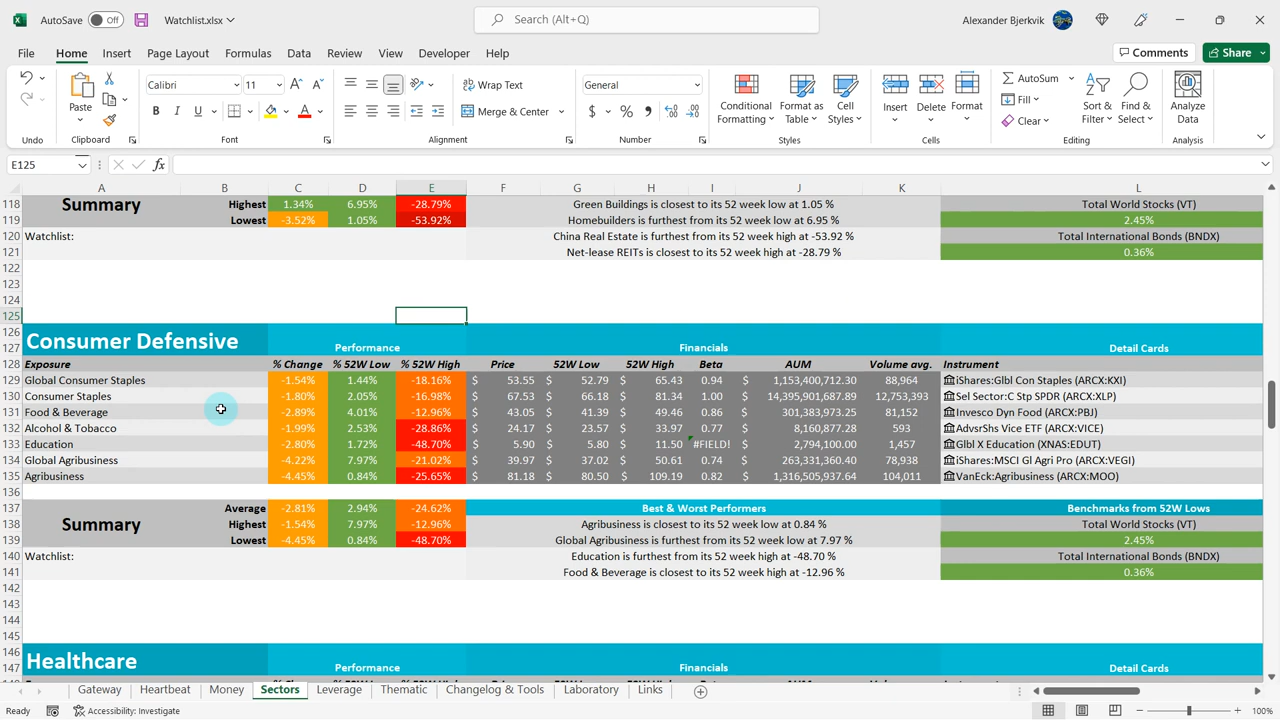 AutoSave Off Watchlist.xlsx Search (Alt+Q) Alexander Bjerkvik
File Home Insert Page Layout Formulas Data Review View Developer Help Comments Share
Calibri 11 Wrap Text General AutoSum
Paste B I U A Merge & Center $ % Conditional Formatting Format as Table Cell Styles Insert Delete Format Fill Clear Sort & Filter Find & Select Analyze Data
Undo Clipboard Font Alignment Number Styles Cells Editing Analysis
E125 fx
A B C D E F G H I J K L
118 Summary Highest 1.34% 6.95% -28.79% Green Buildings is closest to its 52 week low at 1.05 % Total World Stocks (VT)
119 Lowest -3.52% 1.05% -53.92% Homebuilders is furthest from its 52 week low at 6.95 % 2.45%
120 Watchlist: China Real Estate is furthest from its 52 week high at -53.92 % Total International Bonds (BNDX)
121 Net-lease REITs is closest to its 52 week high at -28.79 % 0.36%
122
123
124
125
126 Consumer Defensive
127 Performance Financials Detail Cards
128 Exposure % Change % 52W Low % 52W High Price 52W Low 52W High Beta AUM Volume avg. Instrument
129 Global Consumer Staples -1.54% 1.44% -18.16% $ 53.55 $ 52.79 $ 65.43 0.94 $ 1,153,400,712.30 88,964 iShares:Glbl Con Staples (ARCX:KXI)
130 Consumer Staples -1.80% 2.05% -16.98% $ 67.53 $ 66.18 $ 81.34 1.00 $ 14,395,901,687.89 12,753,393 Sel Sector:C Stp SPDR (ARCX:XLP)
131 Food & Beverage -2.89% 4.01% -12.96% $ 43.05 $ 41.39 $ 49.46 0.86 $ 301,383,973.25 81,152 Invesco Dyn Food (ARCX:PBJ)
132 Alcohol & Tobacco -1.99% 2.53% -28.86% $ 24.17 $ 23.57 $ 33.97 0.77 $ 8,160,877.28 593 AdvsrShs Vice ETF (ARCX:VICE)
133 Education -2.80% 1.72% -48.70% $ 5.90 $ 5.80 $ 11.50 #FIELD! $ 2,794,100.00 1,457 Glbl X Education (XNAS:EDUT)
134 Global Agribusiness -4.22% 7.97% -21.02% $ 39.97 $ 37.02 $ 50.61 0.74 $ 263,331,360.40 78,938 iShares:MSCI Gl Agri Pro (ARCX:VEGI)
135 Agribusiness -4.45% 0.84% -25.65% $ 81.18 $ 80.50 $ 109.19 0.82 $ 1,316,505,937.64 104,011 VanEck:Agribusiness (ARCX:MOO)
136
137 Average -2.81% 2.94% -24.62% Best & Worst Performers Benchmarks from 52W Lows
138 Summary Highest -1.54% 7.97% -12.96% Agribusiness is closest to its 52 week low at 0.84 % Total World Stocks (VT)
139 Lowest -4.45% 0.84% -48.70% Global Agribusiness is furthest from its 52 week low at 7.97 % 2.45%
140 Watchlist: Education is furthest from its 52 week high at -48.70 % Total International Bonds (BNDX)
141 Food & Beverage is closest to its 52 week high at -12.96 % 0.36%
142
143
144
145
146 Healthcare
147 Performance Financials Detail Cards
Gateway Heartbeat Money Sectors Leverage Thematic Changelog & Tools Laboratory Links
Ready Accessibility: Investigate 100%